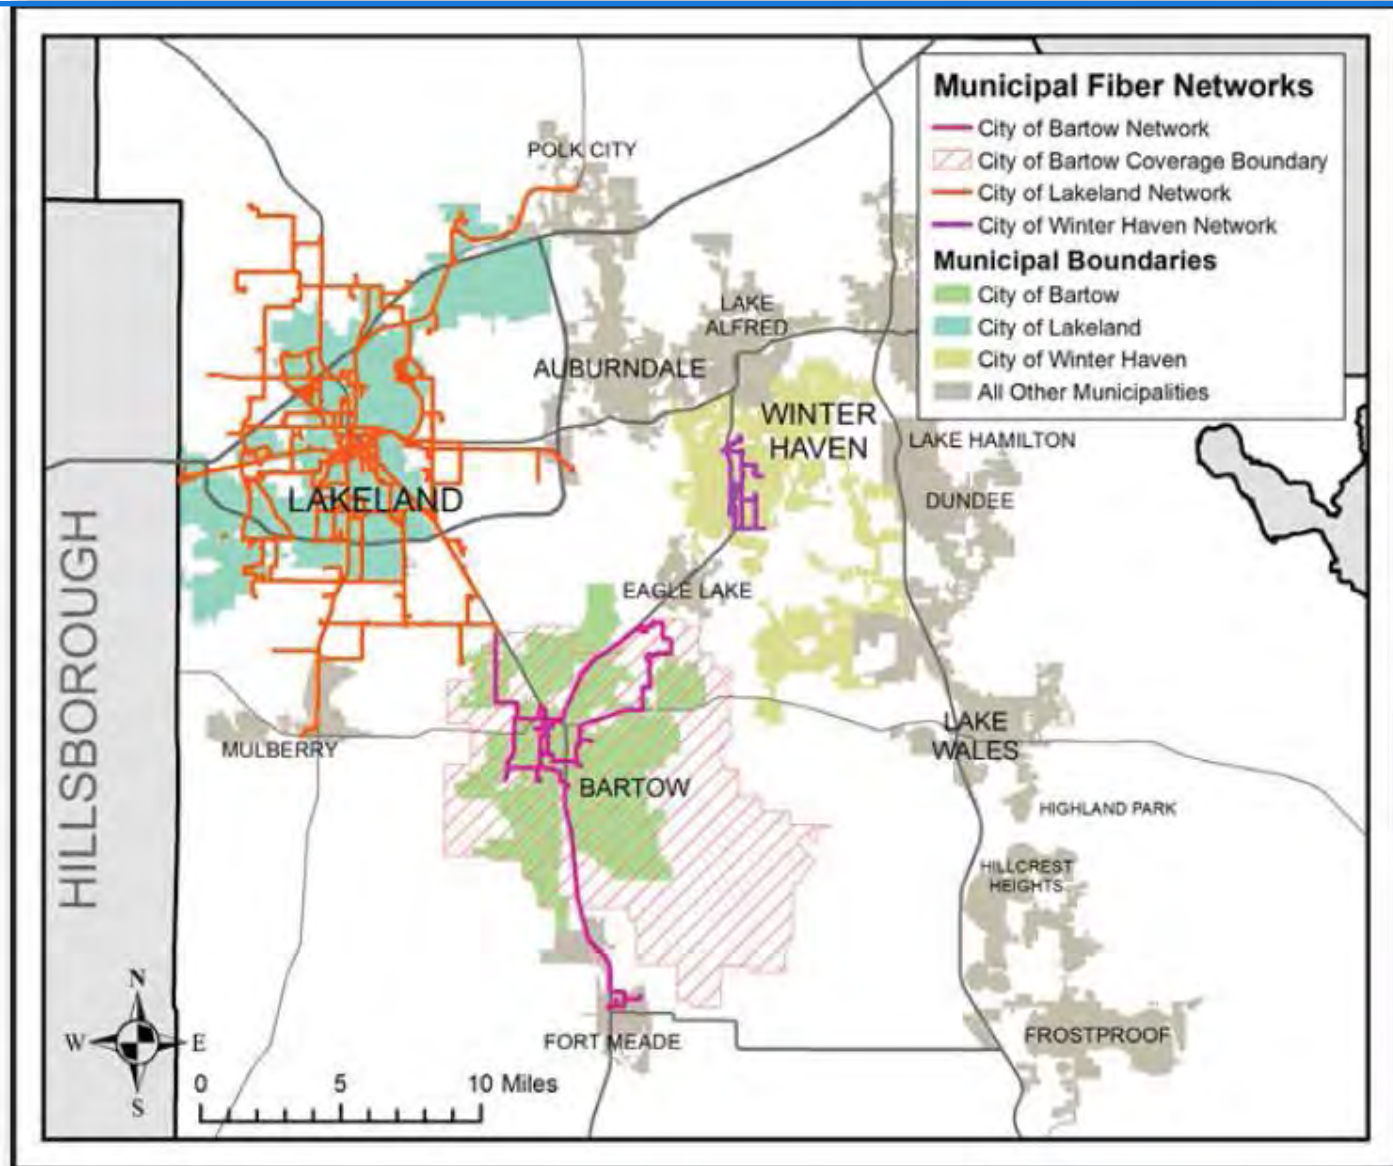 Municipal Fiber Networks
City of Bartow Network
City of Bartow Coverage Boundary
City of Lakeland Network
City of Winter Haven Network
Municipal Boundaries
City of Bartow
City of Lakeland
City of Winter Haven
All Other Municipalities
POLK CITY
LAKE
ALFRED
AUBURNDALE
WINTER
HAVEN
LAKE HAMILTON
LAKELAND
DUNDEE
EAGLE LAKE
HILLSBOROUGH
MULBERRY
LAKE
WALES
BARTOW
HIGHLAND PARK
HILLCREST
HEIGHTS
FORT MEADE
FROSTPROOF
N
W E
S
0 5 10 Miles